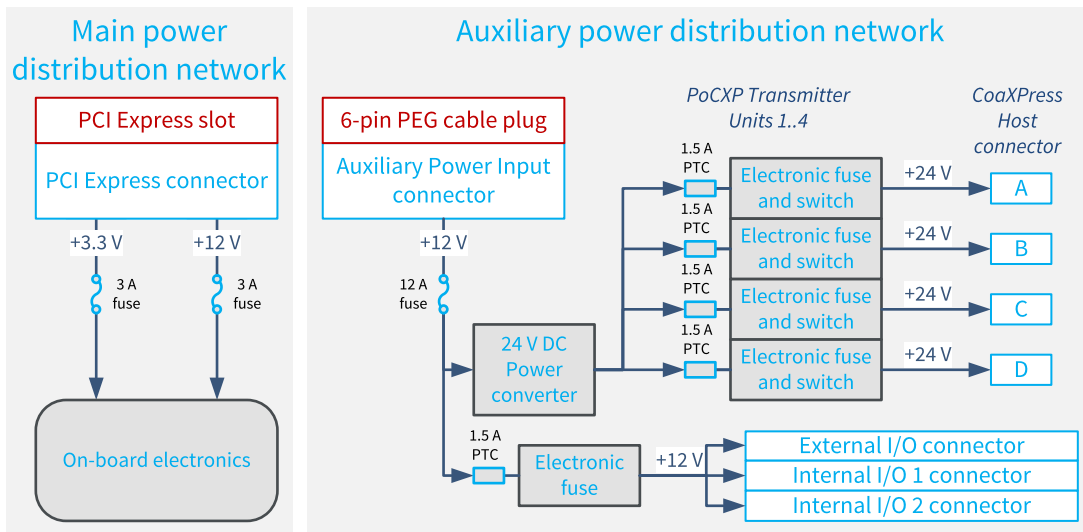 Main power
distribution network
PCI Express slot
PCI Express connector
+3.3 V
+12 V
3 A
fuse
3 A
fuse
On-board electronics
Auxiliary power distribution network
6-pin PEG cable plug
Auxiliary Power Input
connector
+12 V
12 A
fuse
24 V DC
Power
converter
PoCXP Transmitter
Units 1..4
CoaXPress
Host
connector
1.5 A
PTC
Electronic fuse
and switch
+24 V
A
1.5 A
PTC
Electronic fuse
and switch
+24 V
B
1.5 A
PTC
Electronic fuse
and switch
+24 V
C
1.5 A
PTC
Electronic fuse
and switch
+24 V
D
1.5 A
PTC
Electronic
fuse
+12 V
External I/O connector
Internal I/O 1 connector
Internal I/O 2 connector